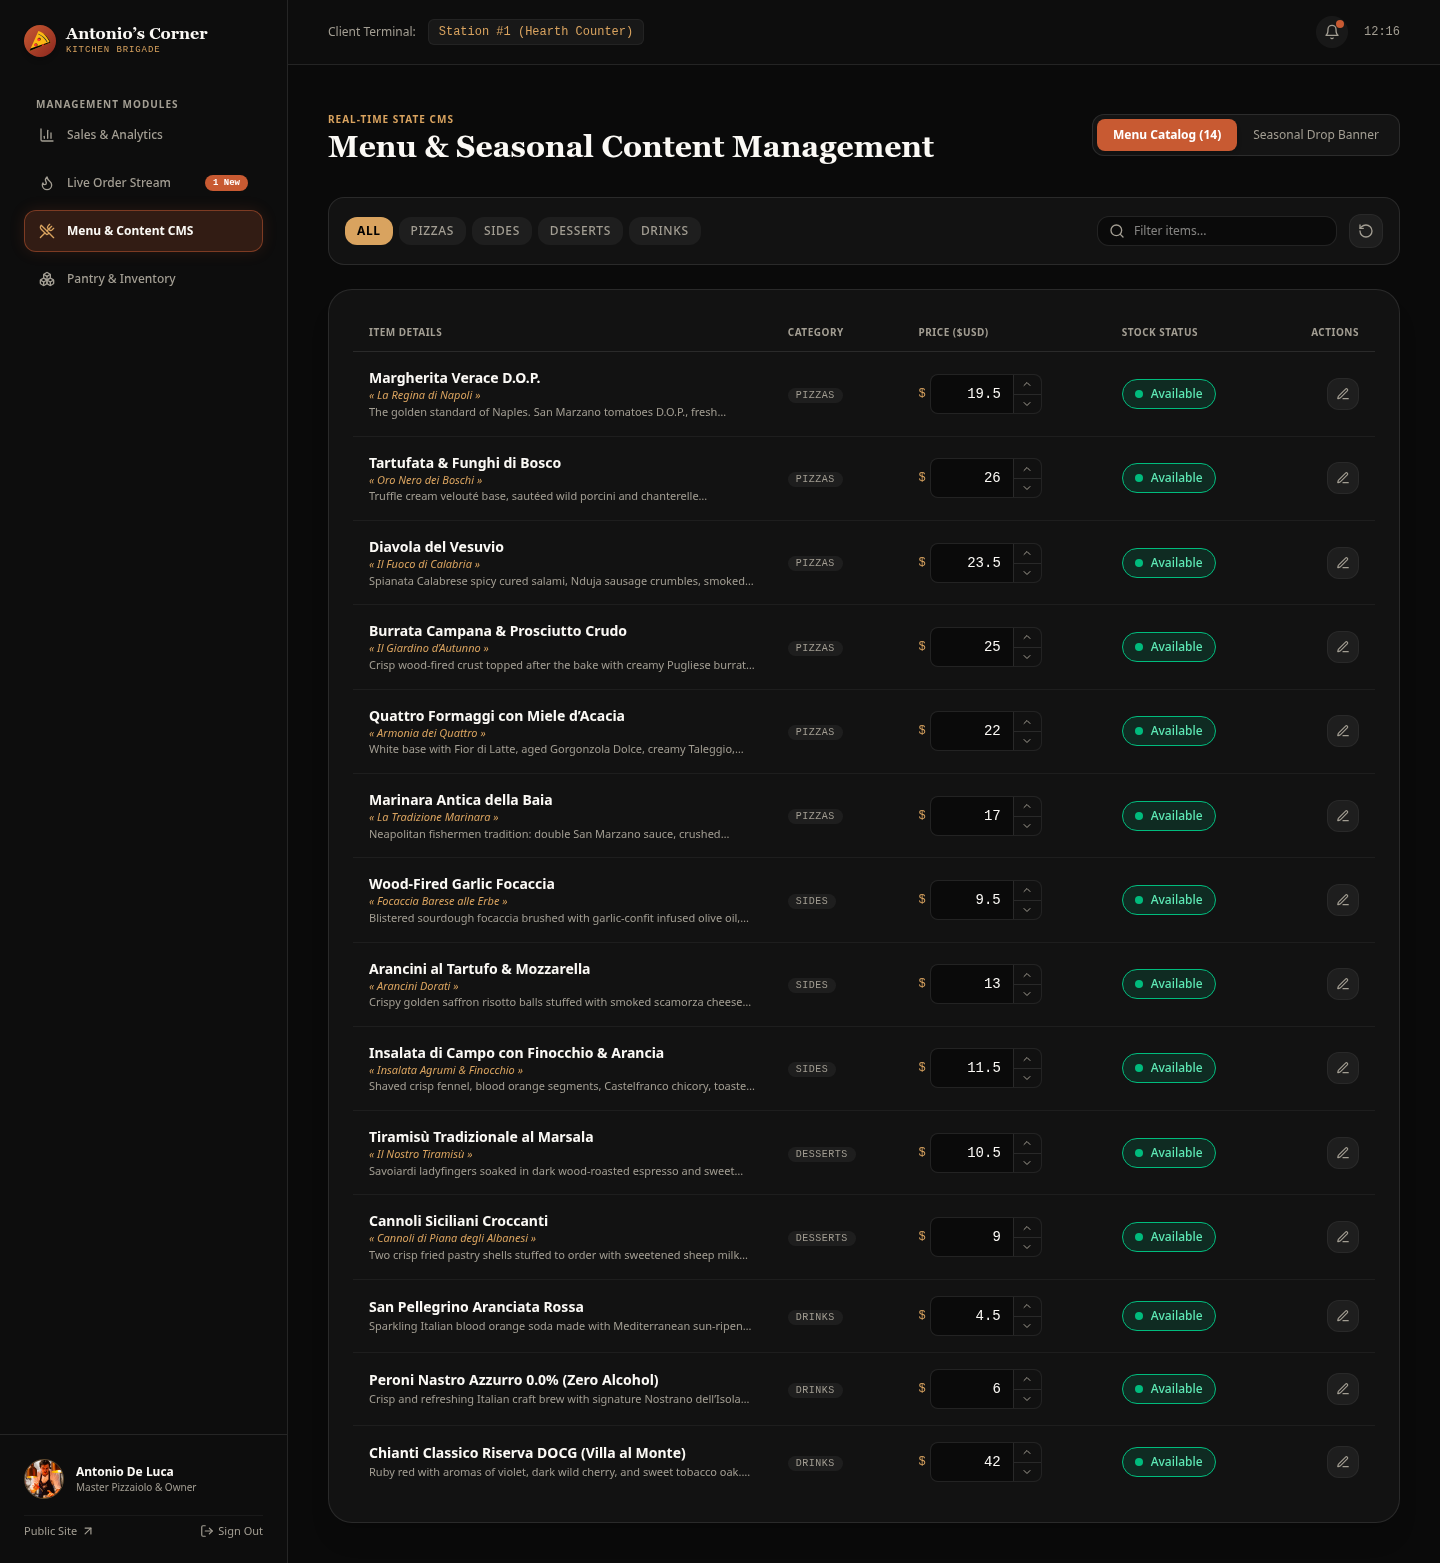 Antonio's Corner
KITCHEN BRIGADE
Client Terminal: Station #1 (Hearth Counter)
12:16
MANAGEMENT MODULES
Sales & Analytics
Live Order Stream 1 New
Menu & Content CMS
Pantry & Inventory
REAL-TIME STATE CMS
Menu & Seasonal Content Management
Menu Catalog (14) Seasonal Drop Banner
ALL PIZZAS SIDES DESSERTS DRINKS
Filter items...
ITEM DETAILS CATEGORY PRICE ($USD) STOCK STATUS ACTIONS
Margherita Verace D.O.P.
« La Regina di Napoli »
The golden standard of Naples. San Marzano tomatoes D.O.P., fresh...
PIZZAS $ 19.5 Available
Tartufata & Funghi di Bosco
« Oro Nero dei Boschi »
Truffle cream velouté base, sautéed wild porcini and chanterelle...
PIZZAS $ 26 Available
Diavola del Vesuvio
« Il Fuoco di Calabria »
Spianata Calabrese spicy cured salami, Nduja sausage crumbles, smoked...
PIZZAS $ 23.5 Available
Burrata Campana & Prosciutto Crudo
« Il Giardino d'Autunno »
Crisp wood-fired crust topped after the bake with creamy Pugliese burrat...
PIZZAS $ 25 Available
Quattro Formaggi con Miele d'Acacia
« Armonia dei Quattro »
White base with Fior di Latte, aged Gorgonzola Dolce, creamy Taleggio,...
PIZZAS $ 22 Available
Marinara Antica della Baia
« La Tradizione Marinara »
Neapolitan fishermen tradition: double San Marzano sauce, crushed...
PIZZAS $ 17 Available
Wood-Fired Garlic Focaccia
« Focaccia Barese alle Erbe »
Blistered sourdough focaccia brushed with garlic-confit infused olive oil,...
SIDES $ 9.5 Available
Arancini al Tartufo & Mozzarella
« Arancini Dorati »
Crispy golden saffron risotto balls stuffed with smoked scamorza cheese...
SIDES $ 13 Available
Insalata di Campo con Finocchio & Arancia
« Insalata Agrumi & Finocchio »
Shaved crisp fennel, blood orange segments, Castelfranco chicory, toaste...
SIDES $ 11.5 Available
Tiramisù Tradizionale al Marsala
« Il Nostro Tiramisù »
Savoiardi ladyfingers soaked in dark wood-roasted espresso and sweet...
DESSERTS $ 10.5 Available
Cannoli Siciliani Croccanti
« Cannoli di Piana degli Albanesi »
Two crisp fried pastry shells stuffed to order with sweetened sheep milk...
DESSERTS $ 9 Available
San Pellegrino Aranciata Rossa
Sparkling Italian blood orange soda made with Mediterranean sun-ripen...
DRINKS $ 4.5 Available
Peroni Nastro Azzurro 0.0% (Zero Alcohol)
Crisp and refreshing Italian craft brew with signature Nostrano dell'Isola...
DRINKS $ 6 Available
Chianti Classico Riserva DOCG (Villa al Monte)
Ruby red with aromas of violet, dark wild cherry, and sweet tobacco oak....
DRINKS $ 42 Available
Antonio De Luca
Master Pizzaiolo & Owner
Public Site Sign Out